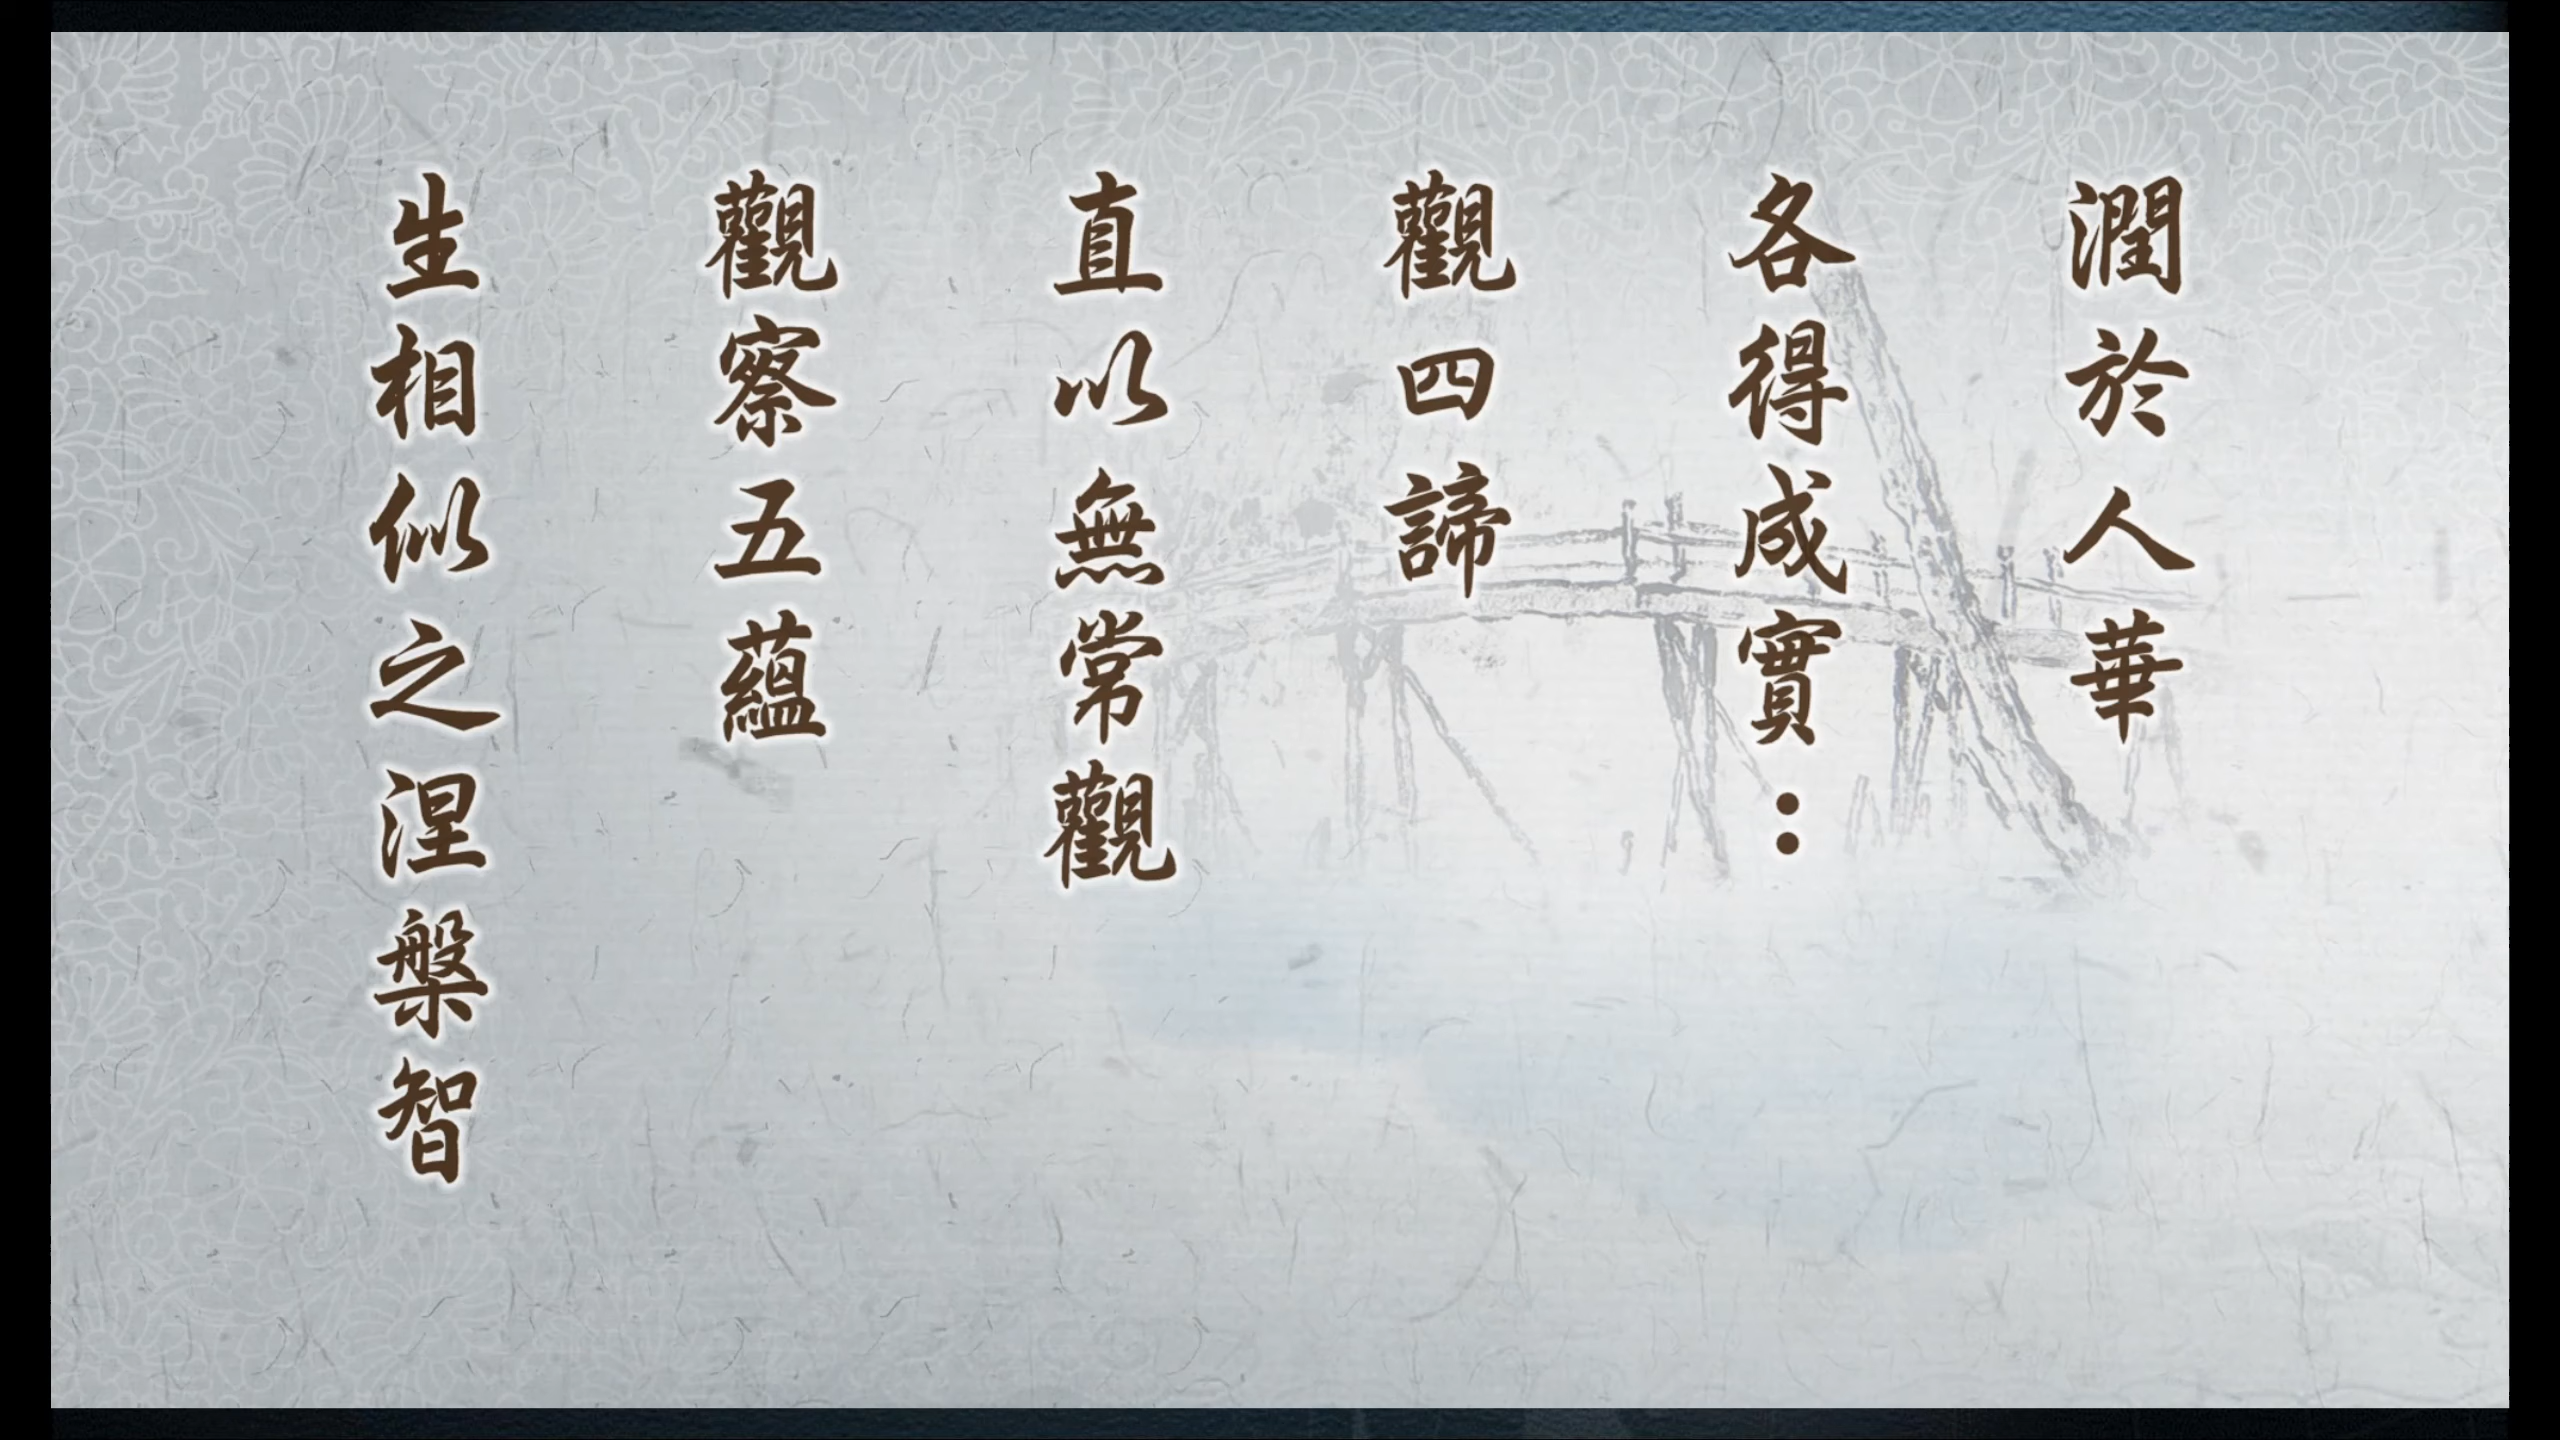 潤於人華
各得成實：
觀四諦
直以無常觀
觀察五蘊
生相似之涅槃智